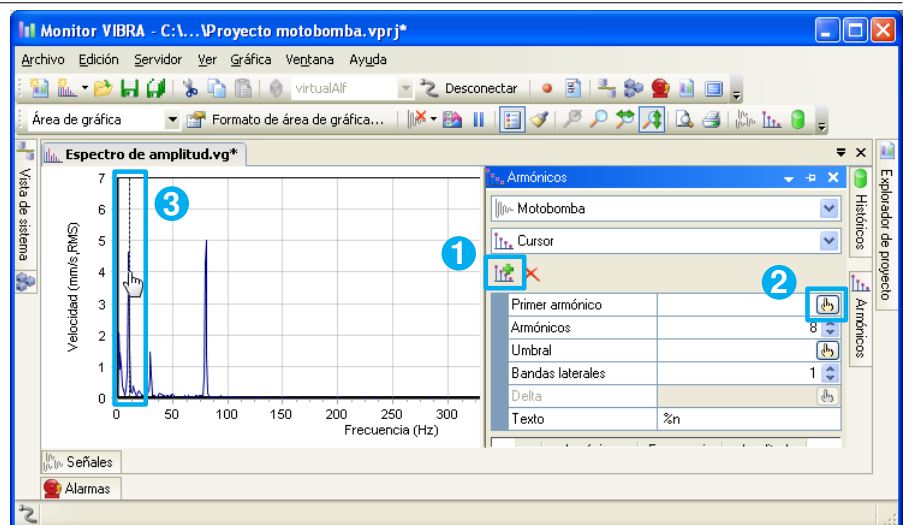 Monitor VIBRA - C:\...\Proyecto motobomba.vprj*
Archivo Edición Servidor Ver Gráfica Ventana Ayuda
virtualAlf Desconectar
Área de gráfica Formato de área de gráfica...
Vista de sistema
Espectro de amplitud.vg*
Velocidad (mm/s,RMS)
7
6
5
4
3
2
1
0
0 50 100 150 200 250 300
Frecuencia (Hz)
3
Armónicos
Motobomba
Cursor
1
2
Primer armónico
Armónicos 8
Umbral
Bandas laterales 1
Delta
Texto %n
Históricos
Armónicos
Explorador de proyecto
Señales
Alarmas